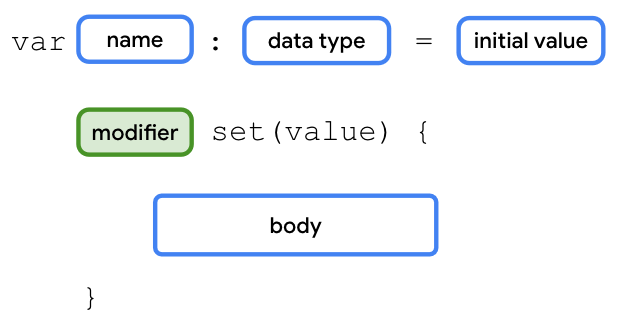 var name : data type = initial value
modifier set(value) {
body
}